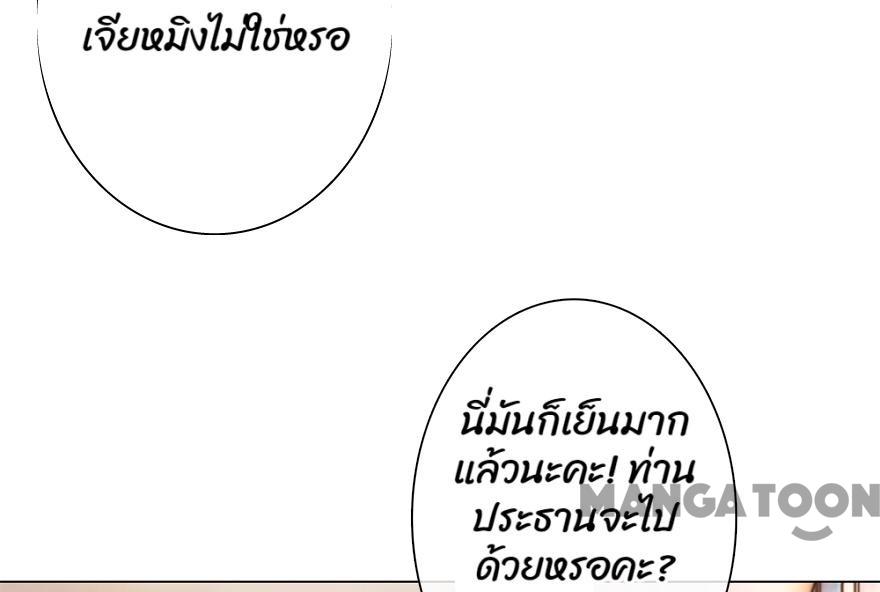 เจียหมิงไม่ใช่หรอ
นี่มันก็เย็นมาก
แล้วนะคะ! ท่าน
ประธานจะไป
ด้วยหรอคะ?
MANGATOON